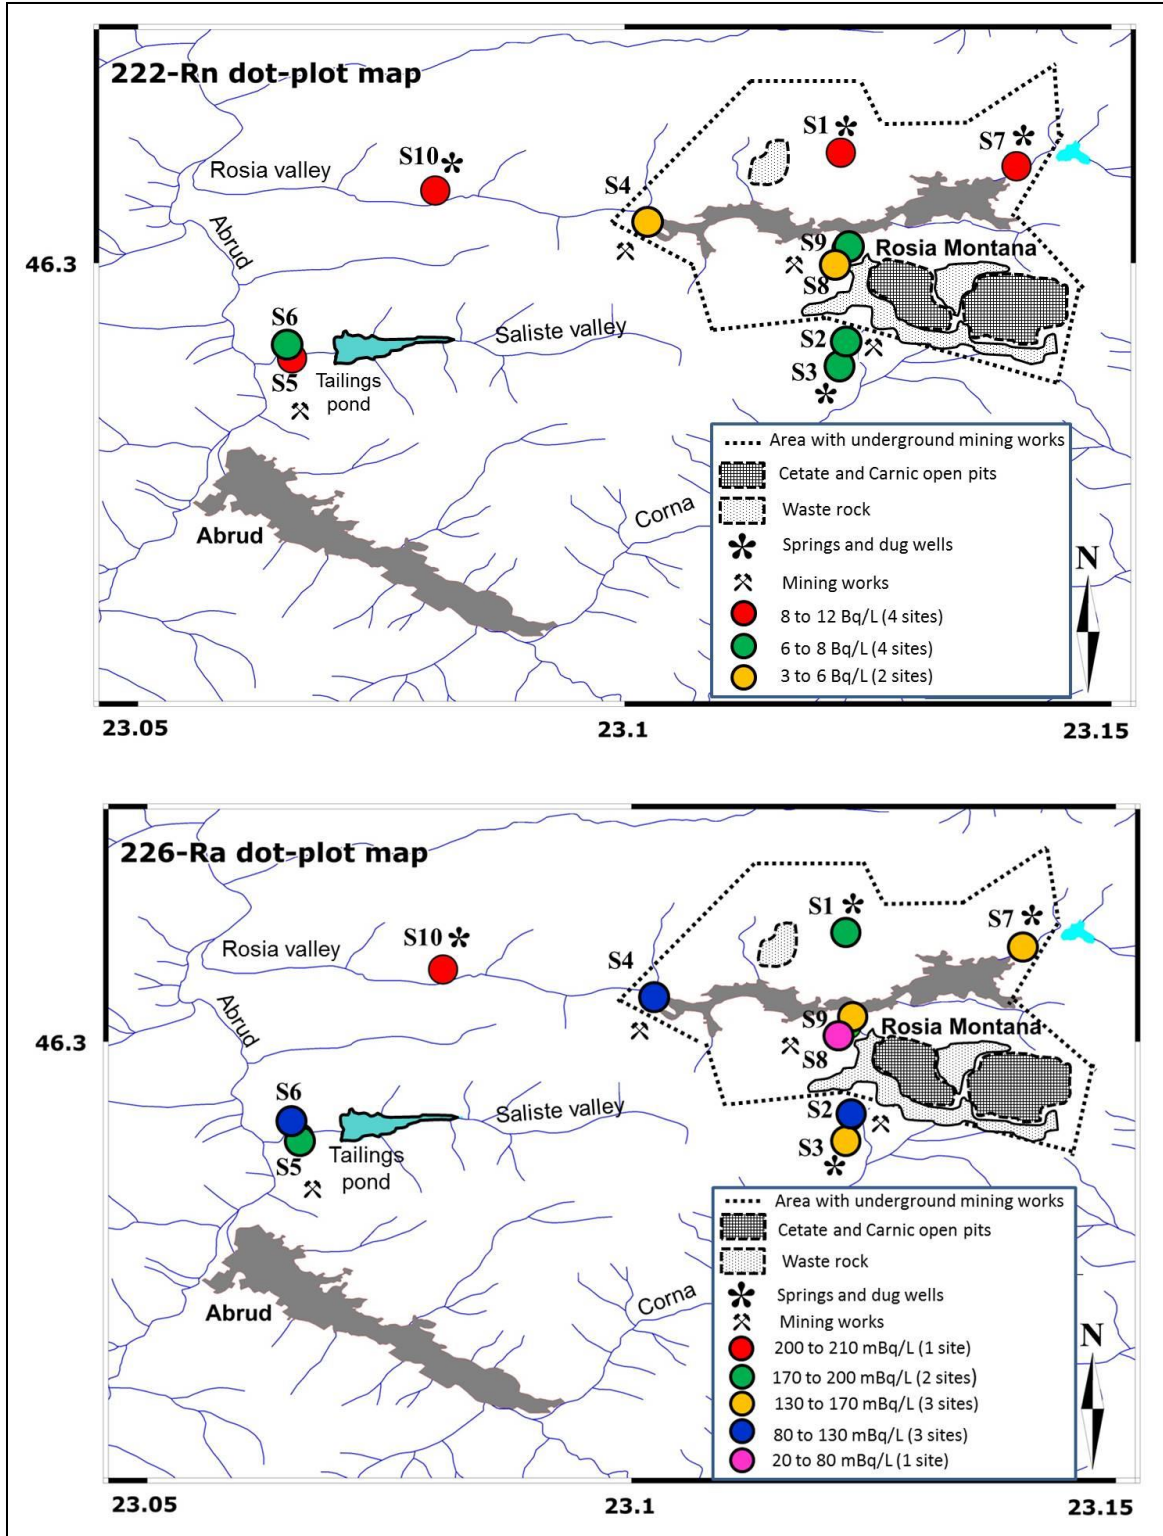 222-Rn dot-plot map
S1
S7
S10
Rosia valley
S4
Abrud
S9
Rosia Montana
46.3
S8
S6
Saliste valley
S2
S3
S5
Tailings
pond
Area with underground mining works
Cetate and Carnic open pits
Waste rock
Corna
Abrud
Springs and dug wells
N
Mining works
8 to 12 Bq/L (4 sites)
6 to 8 Bq/L (4 sites)
3 to 6 Bq/L (2 sites)
23.05
23.1
23.15
226-Ra dot-plot map
S1
S7
S10
Rosia valley
S4
Abrud
S9
Rosia Montana
46.3
S8
S6
Saliste valley
S2
S3
S5
Tailings
pond
Area with underground mining works
Cetate and Carnic open pits
Waste rock
Corna
Springs and dug wells
Abrud
Mining works
N
200 to 210 mBq/L (1 site)
170 to 200 mBq/L (2 sites)
130 to 170 mBq/L (3 sites)
80 to 130 mBq/L (3 sites)
20 to 80 mBq/L (1 site)
23.05
23.1
23.15